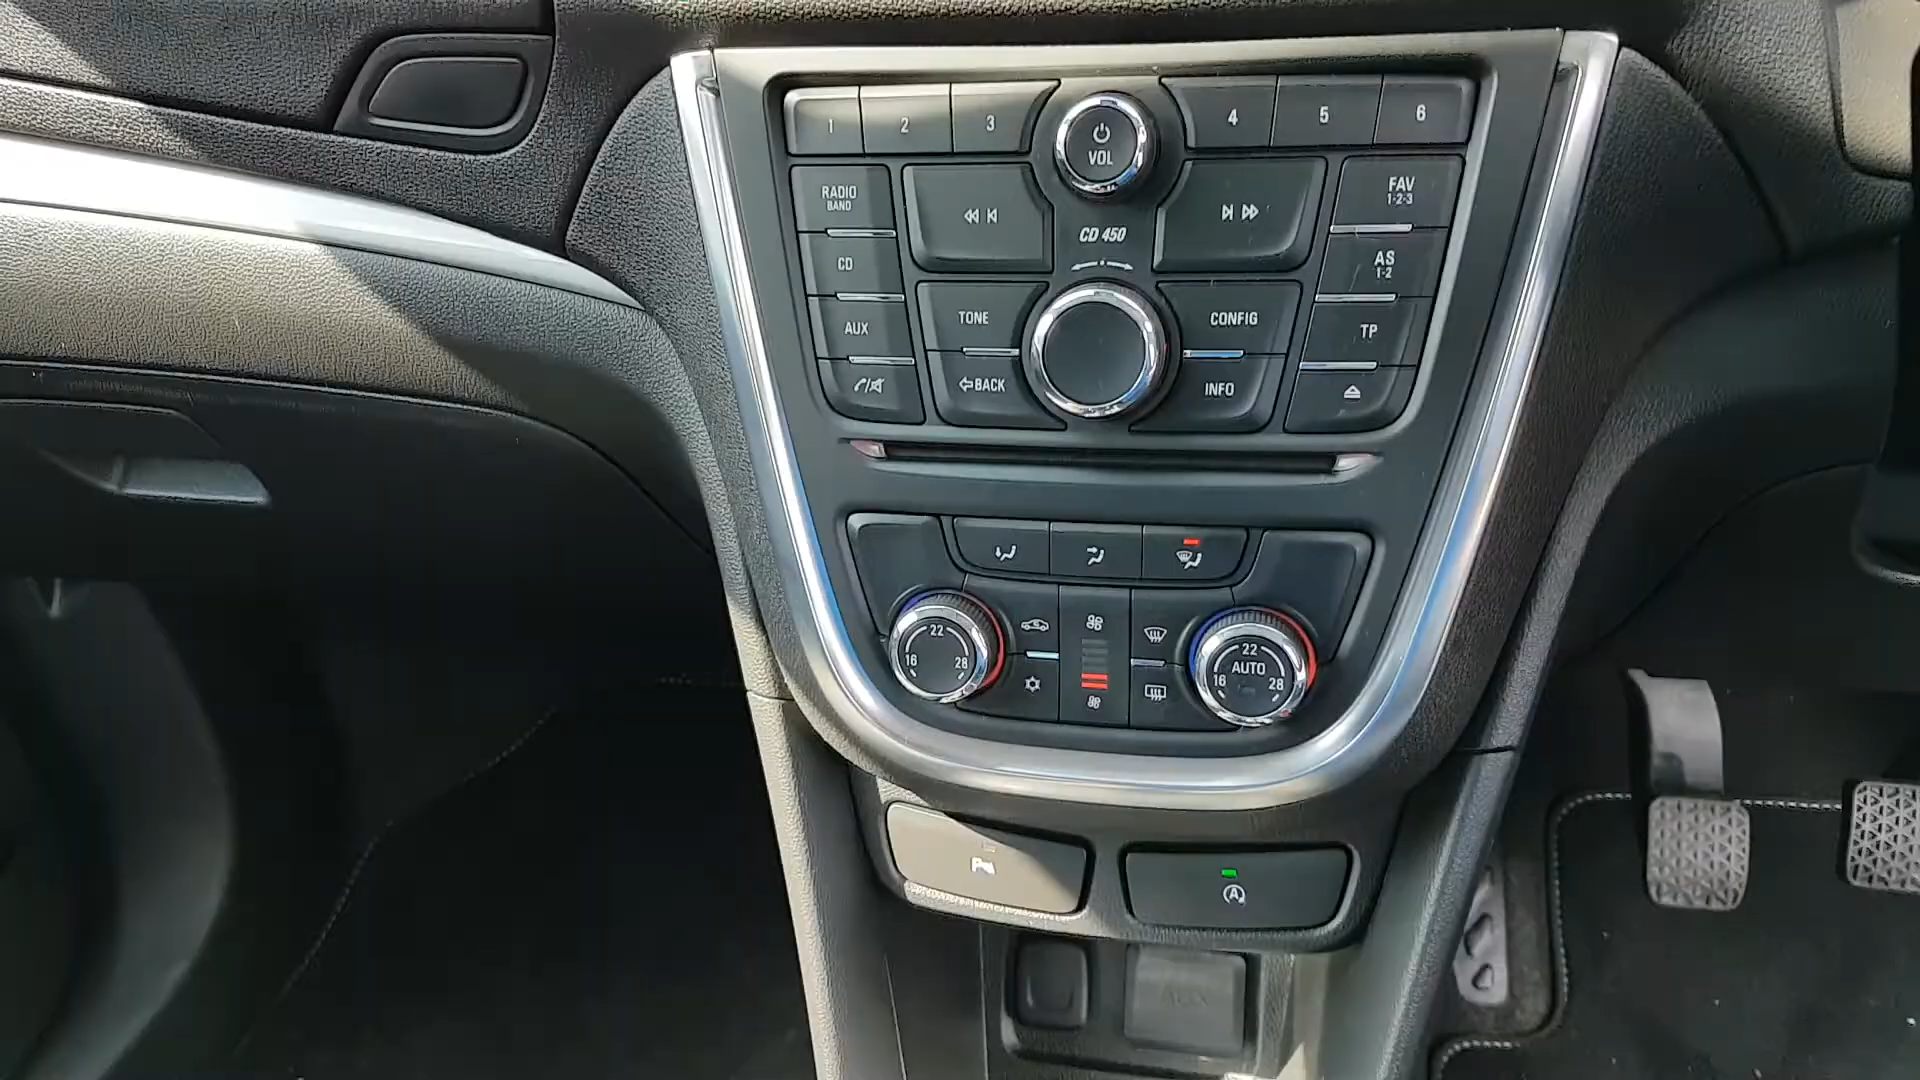 1 2 3 VOL 4 5 6
RADIO
BAND
FAV
1-2-3
CD 450
CD
AS
1-2
AUX
TONE
CONFIG
TP
BACK
INFO
22
16 28
22
AUTO
16 28
A